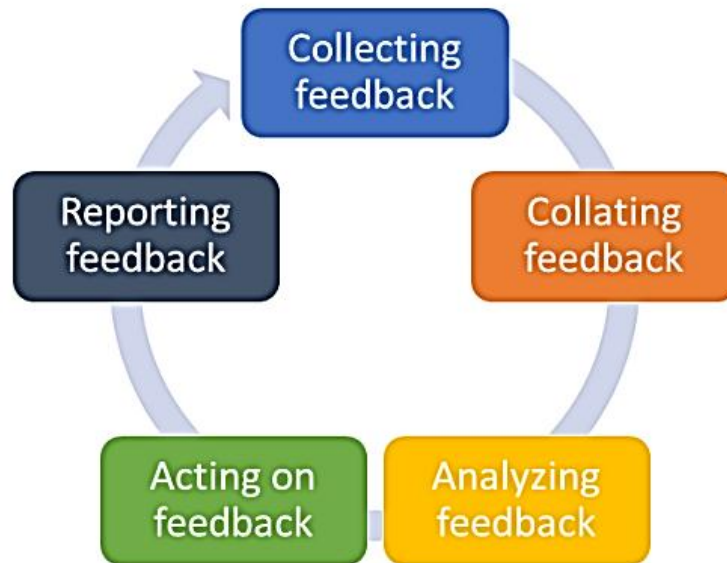 Collecting
feedback
Collating
feedback
Analyzing
feedback
Acting on
feedback
Reporting
feedback